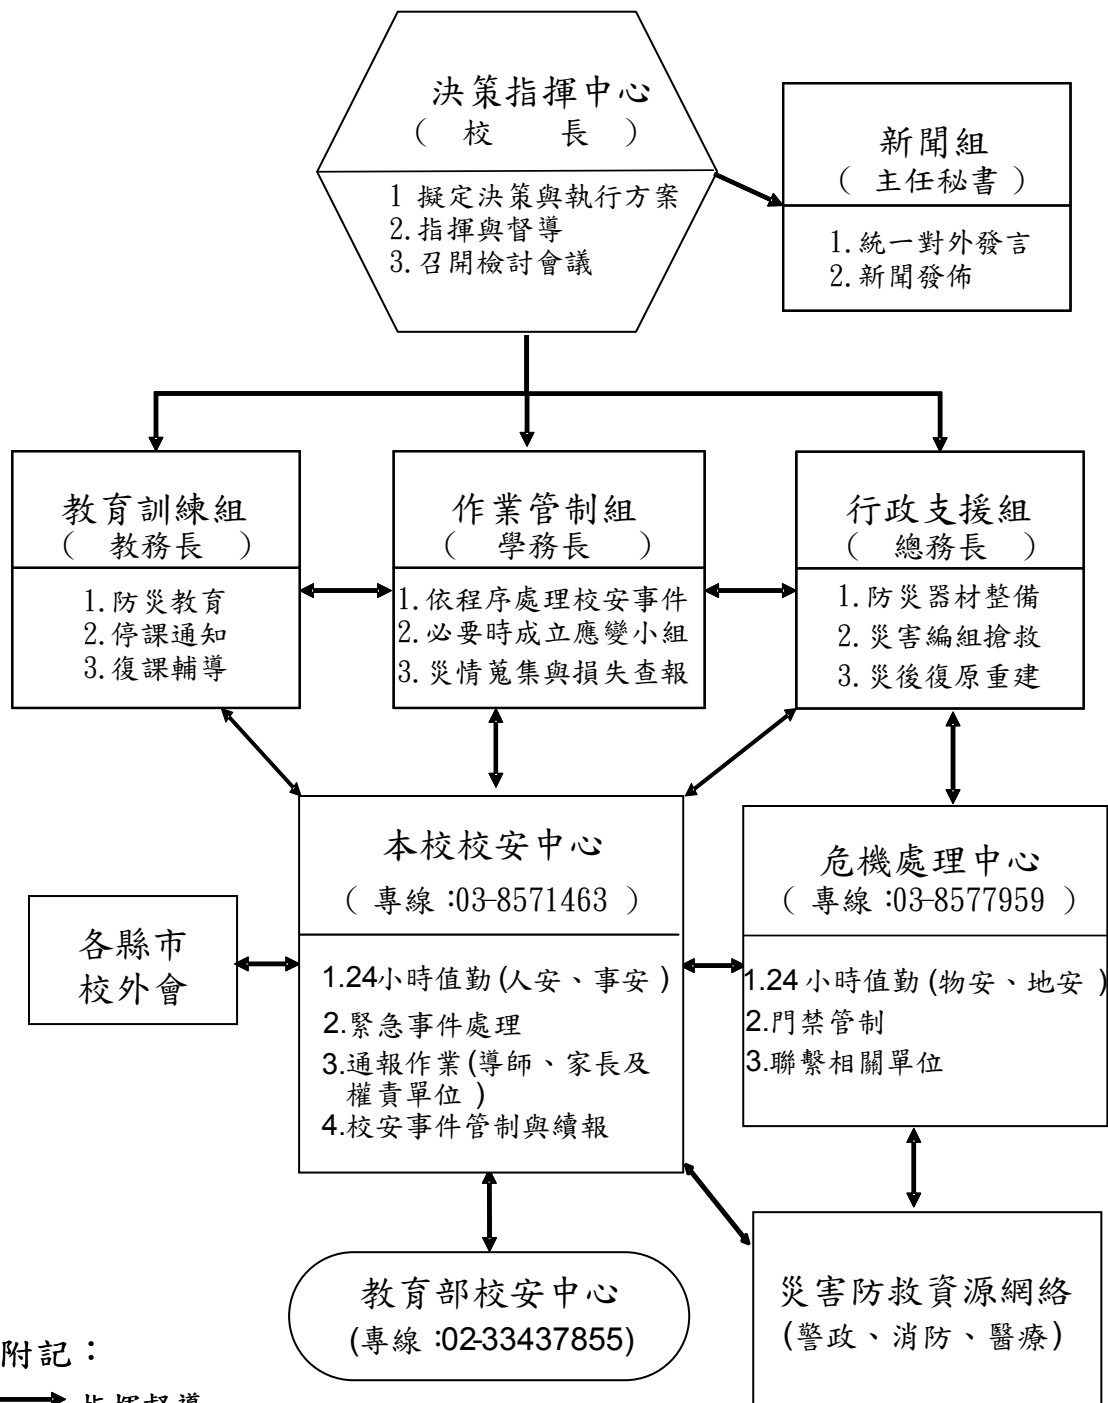 決策指揮中心
（ 校 長 ）
1 擬定決策與執行方案
2.指揮與督導
3.召開檢討會議
新聞組
（ 主任秘書 ）
1.統一對外發言
2.新聞發佈
教育訓練組
（ 教務長 ）
1.防災教育
2.停課通知
3.復課輔導
作業管制組
（ 學務長 ）
1.依程序處理校安事件
2.必要時成立應變小組
3.災情蒐集與損失查報
行政支援組
（ 總務長 ）
1.防災器材整備
2.災害編組搶救
3.災後復原重建
各縣市
校外會
本校校安中心
（ 專線：03-8571463 ）
1.24小時值勤(人安、事安)
2.緊急事件處理
3.通報作業(導師、家長及
權責單位)
4.校安事件管制與續報
危機處理中心
（ 專線：03-8577959 ）
1.24小時值勤(物安、地安)
2.門禁管制
3.聯繫相關單位
教育部校安中心
(專線：02-33437855)
災害防救資源網絡
(警政、消防、醫療)
附記：
指揮督導